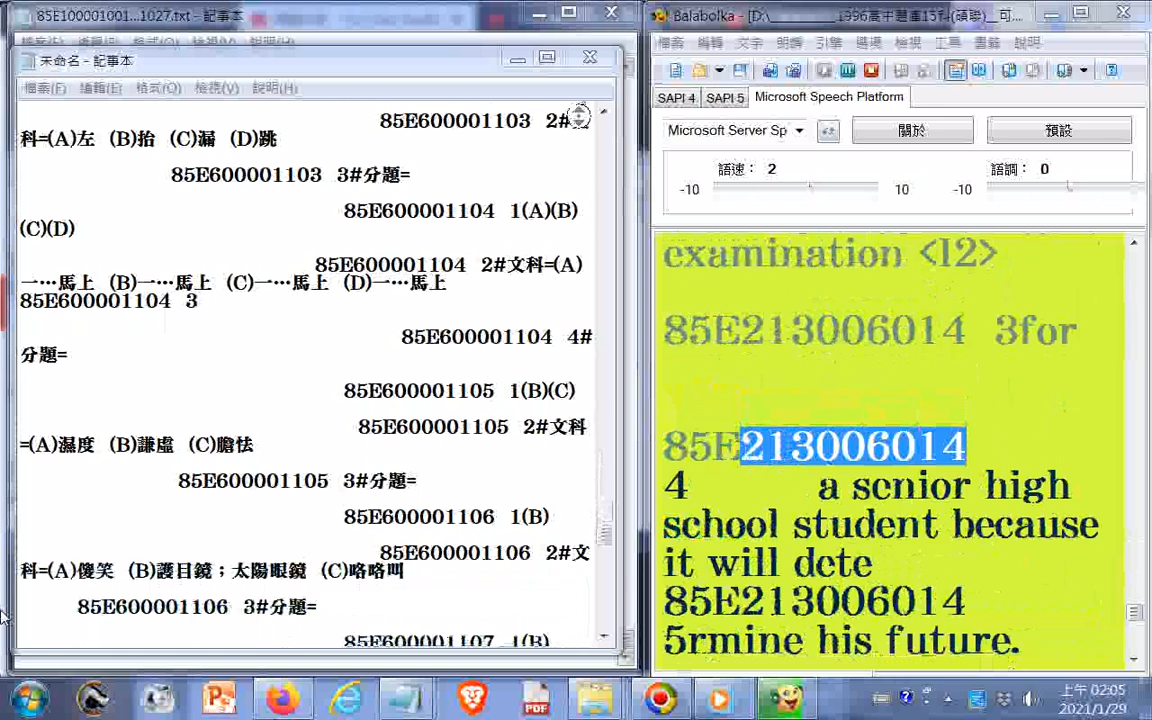 85E100001001...1027.txt - 記事本
未命名 - 記事本
檔案(F) 編輯(E) 格式(O) 檢視(V) 說明(H)
85E600001103 2#
科=(A)左 (B)抬 (C)漏 (D)跳
85E600001103 3#分題=
85E600001104 1(A)(B)
(C)(D)
85E600001104 2#文科=(A)
一…馬上 (B)一…馬上 (C)一…馬上 (D)一…馬上
85E600001104 3
85E600001104 4#
分題=
85E600001105 1(B)(C)
85E600001105 2#文科
=(A)濕度 (B)謙虛 (C)膽怯
85E600001105 3#分題=
85E600001106 1(B)
85E600001106 2#文
科=(A)傻笑 (B)護目鏡；太陽眼鏡 (C)咯咯叫
85E600001106 3#分題=
85E600001107 1(B)
Balabolka - [D:\
檔案 編輯 文字 朗讀 引擎 選項 檢視 工具 書籤 說明
SAPI 4 SAPI 5 Microsoft Speech Platform
Microsoft Server Sp 關於 預設
語速： 2 語調： 0
-10 10 -10
examination <l2>
85E213006014 3for
85E213006014
4 a senior high
school student because
it will dete
85E213006014
5rmine his future.
PDF
上午 02:05
2021/1/29